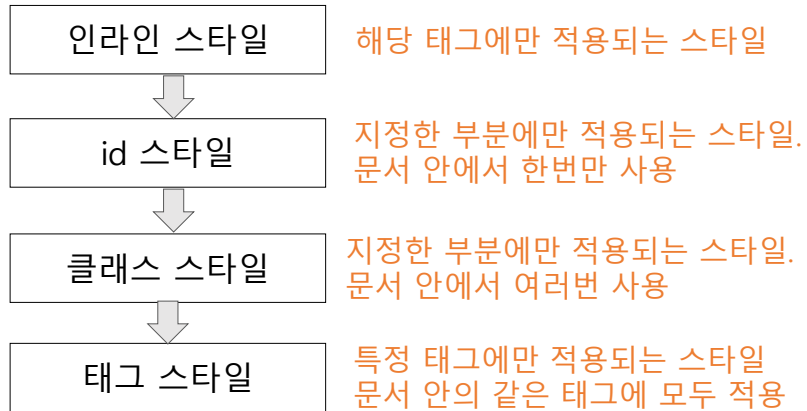 인라인 스타일
해당 태그에만 적용되는 스타일
id 스타일
지정한 부분에만 적용되는 스타일.
문서 안에서 한번만 사용
클래스 스타일
지정한 부분에만 적용되는 스타일.
문서 안에서 여러번 사용
태그 스타일
특정 태그에만 적용되는 스타일
문서 안의 같은 태그에 모두 적용